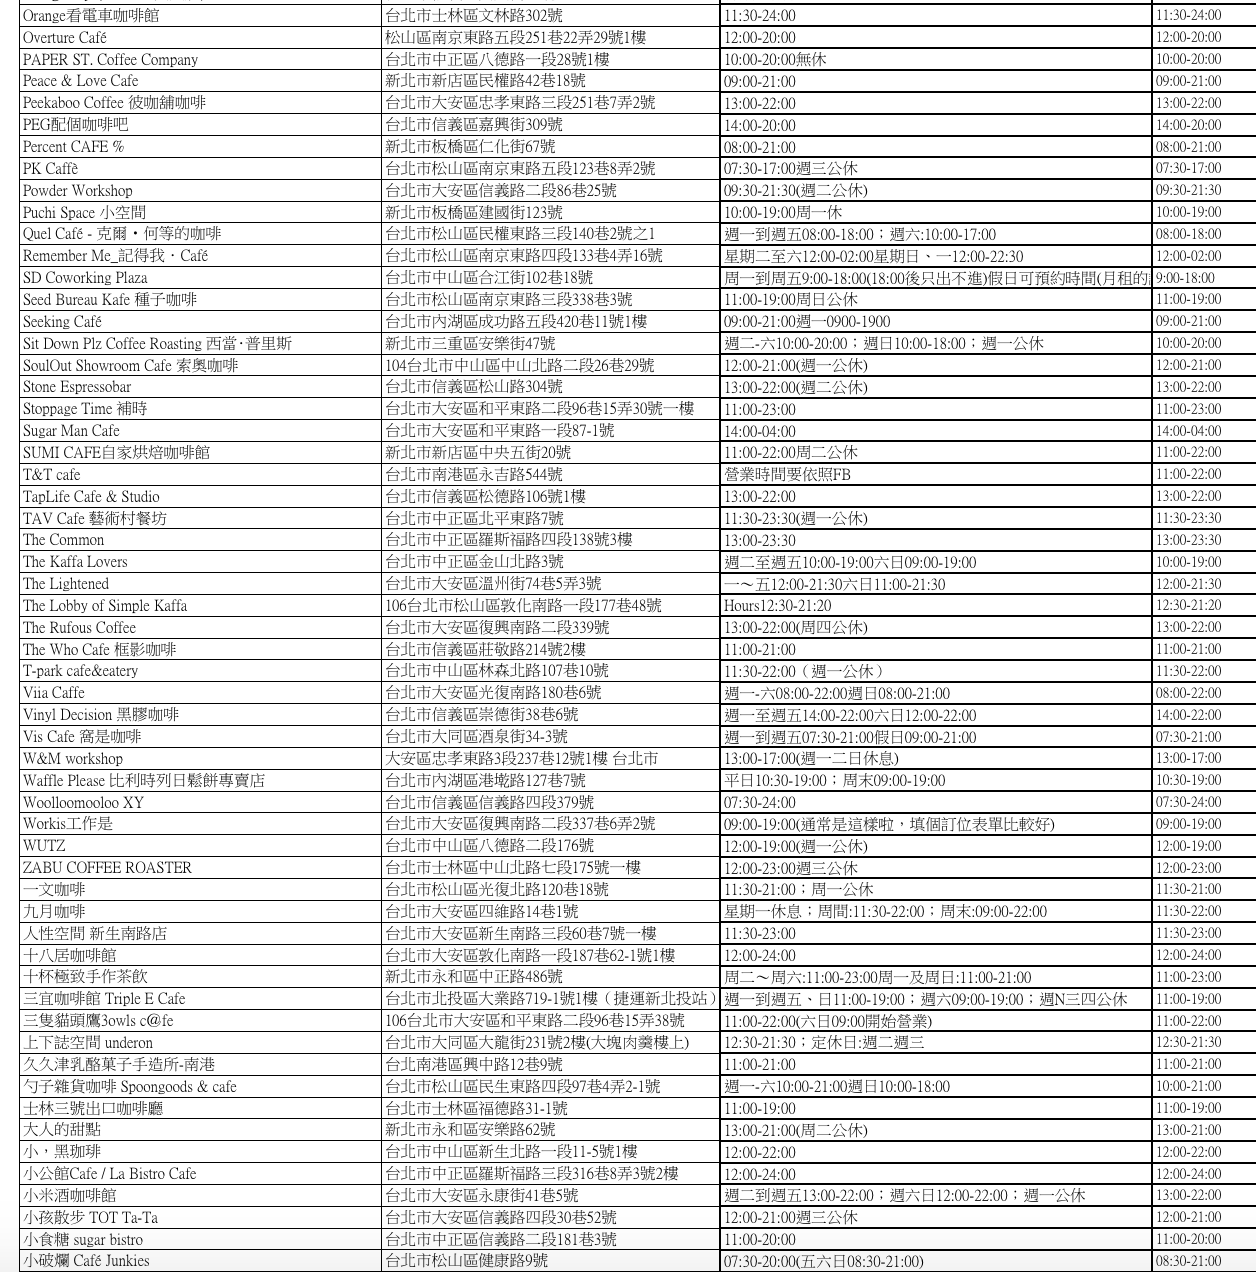 Orange看電車咖啡館 台北市士林區文林路302號 11:30-24:00 11:30-24:00
Overture Café 松山區南京東路五段251巷22弄29號1樓 12:00-20:00 12:00-20:00
PAPER ST. Coffee Company 台北市中正區八德路一段28號1樓 10:00-20:00無休 10:00-20:00
Peace & Love Cafe 新北市新店區民權路42巷18號 09:00-21:00 09:00-21:00
Peekaboo Coffee 彼咖舖咖啡 台北市大安區忠孝東路三段251巷7弄2號 13:00-22:00 13:00-22:00
PEG配個咖啡吧 台北市信義區嘉興街309號 14:00-20:00 14:00-20:00
Percent CAFE % 新北市板橋區仁化街67號 08:00-21:00 08:00-21:00
PK Caffè 台北市松山區南京東路五段123巷8弄2號 07:30-17:00週三公休 07:30-17:00
Powder Workshop 台北市大安區信義路二段86巷25號 09:30-21:30(週二公休) 09:30-21:30
Puchi Space 小空間 新北市板橋區建國街123號 10:00-19:00周一休 10:00-19:00
Quel Café - 克爾・何等的咖啡 台北市松山區民權東路三段140巷2號之1 週一到週五08:00-18:00；週六:10:00-17:00 08:00-18:00
Remember Me_記得我・Café 台北市松山區南京東路四段133巷4弄16號 星期二至六12:00-02:00星期日、一12:00-22:30 12:00-02:00
SD Coworking Plaza 台北市中山區合江街102巷18號 周一到周五9:00-18:00(18:00後只出不進)假日可預約時間(月租的 9:00-18:00
Seed Bureau Kafe 種子咖啡 台北市松山區南京東路三段338巷3號 11:00-19:00周日公休 11:00-19:00
Seeking Café 台北市內湖區成功路五段420巷11號1樓 09:00-21:00週一0900-1900 09:00-21:00
Sit Down Plz Coffee Roasting 西當·普里斯 新北市三重區安樂街47號 週二-六10:00-20:00；週日10:00-18:00；週一公休 10:00-20:00
SoulOut Showroom Cafe 索奧咖啡 104台北市中山區中山北路二段26巷29號 12:00-21:00(週一公休) 12:00-21:00
Stone Espressobar 台北市信義區松山路304號 13:00-22:00(週二公休) 13:00-22:00
Stoppage Time 補時 台北市大安區和平東路二段96巷15弄30號一樓 11:00-23:00 11:00-23:00
Sugar Man Cafe 台北市大安區和平東路一段87-1號 14:00-04:00 14:00-04:00
SUMI CAFE自家烘焙咖啡館 新北市新店區中央五街20號 11:00-22:00周二公休 11:00-22:00
T&T cafe 台北市南港區永吉路544號 營業時間要依照FB 11:00-22:00
TapLife Cafe & Studio 台北市信義區松德路106號1樓 13:00-22:00 13:00-22:00
TAV Cafe 藝術村餐坊 台北市中正區北平東路7號 11:30-23:30(週一公休) 11:30-23:30
The Common 台北市中正區羅斯福路四段138號3樓 13:00-23:30 13:00-23:30
The Kaffa Lovers 台北市中正區金山北路3號 週二至週五10:00-19:00六日09:00-19:00 10:00-19:00
The Lightened 台北市大安區溫州街74巷5弄3號 一～五12:00-21:30六日11:00-21:30 12:00-21:30
The Lobby of Simple Kaffa 106台北市松山區敦化南路一段177巷48號 Hours12:30-21:20 12:30-21:20
The Rufous Coffee 台北市大安區復興南路二段339號 13:00-22:00(周四公休) 13:00-22:00
The Who Cafe 框影咖啡 台北市信義區莊敬路214號2樓 11:00-21:00 11:00-21:00
T-park cafe&eatery 台北市中山區林森北路107巷10號 11:30-22:00（週一公休） 11:30-22:00
Viia Caffe 台北市大安區光復南路180巷6號 週一-六08:00-22:00週日08:00-21:00 08:00-22:00
Vinyl Decision 黑膠咖啡 台北市信義區崇德街38巷6號 週一至週五14:00-22:00六日12:00-22:00 14:00-22:00
Vis Cafe 窩是咖啡 台北市大同區酒泉街34-3號 週一到週五07:30-21:00假日09:00-21:00 07:30-21:00
W&M workshop 大安區忠孝東路3段237巷12號1樓 台北市 13:00-17:00(週一二日休息) 13:00-17:00
Waffle Please 比利時列日鬆餅專賣店 台北市內湖區港墘路127巷7號 平日10:30-19:00；周末09:00-19:00 10:30-19:00
Woolloomooloo XY 台北市信義區信義路四段379號 07:30-24:00 07:30-24:00
Workis工作是 台北市大安區復興南路二段337巷6弄2號 09:00-19:00(通常是這樣啦，填個訂位表單比較好) 09:00-19:00
WUTZ 台北市中山區八德路二段176號 12:00-19:00(週一公休) 12:00-19:00
ZABU COFFEE ROASTER 台北市士林區中山北路七段175號一樓 12:00-23:00週三公休 12:00-23:00
一文咖啡 台北市松山區光復北路120巷18號 11:30-21:00；周一公休 11:30-21:00
九月咖啡 台北市大安區四維路14巷1號 星期一休息；周間:11:30-22:00；周末:09:00-22:00 11:30-22:00
人性空間 新生南路店 台北市大安區新生南路三段60巷7號一樓 11:30-23:00 11:30-23:00
十八居咖啡館 台北市大安區敦化南路一段187巷62-1號1樓 12:00-24:00 12:00-24:00
十杯極致手作茶飲 新北市永和區中正路486號 周二～周六:11:00-23:00周一及周日:11:00-21:00 11:00-23:00
三宜咖啡館 Triple E Cafe 台北市北投區大業路719-1號1樓（捷運新北投站） 週一到週五、日11:00-19:00；週六09:00-19:00；週N三四公休 11:00-19:00
三隻貓頭鷹3owls c@fe 106台北市大安區和平東路二段96巷15弄38號 11:00-22:00(六日09:00開始營業) 11:00-22:00
上下誌空間 underon 台北市大同區大龍街231號2樓(大塊肉羹樓上) 12:30-21:30；定休日:週二週三 12:30-21:30
久久津乳酪菓子手造所-南港 台北南港區興中路12巷9號 11:00-21:00 11:00-21:00
勺子雜貨咖啡 Spoongoods & cafe 台北市松山區民生東路四段97巷4弄2-1號 週一-六10:00-21:00週日10:00-18:00 10:00-21:00
士林三號出口咖啡廳 台北市士林區福德路31-1號 11:00-19:00 11:00-19:00
大人的甜點 新北市永和區安樂路62號 13:00-21:00(周二公休) 13:00-21:00
小，黑珈琲 台北市中山區新生北路一段11-5號1樓 12:00-22:00 12:00-22:00
小公館Cafe / La Bistro Cafe 台北市中正區羅斯福路三段316巷8弄3號2樓 12:00-24:00 12:00-24:00
小米酒咖啡館 台北市大安區永康街41巷5號 週二到週五13:00-22:00；週六日12:00-22:00；週一公休 13:00-22:00
小孩散步 TOT Ta-Ta 台北市大安區信義路四段30巷52號 12:00-21:00週三公休 12:00-21:00
小食糖 sugar bistro 台北市中正區信義路二段181巷3號 11:00-20:00 11:00-20:00
小破爛 Café Junkies 台北市松山區健康路9號 07:30-20:00(五六日08:30-21:00) 08:30-21:00